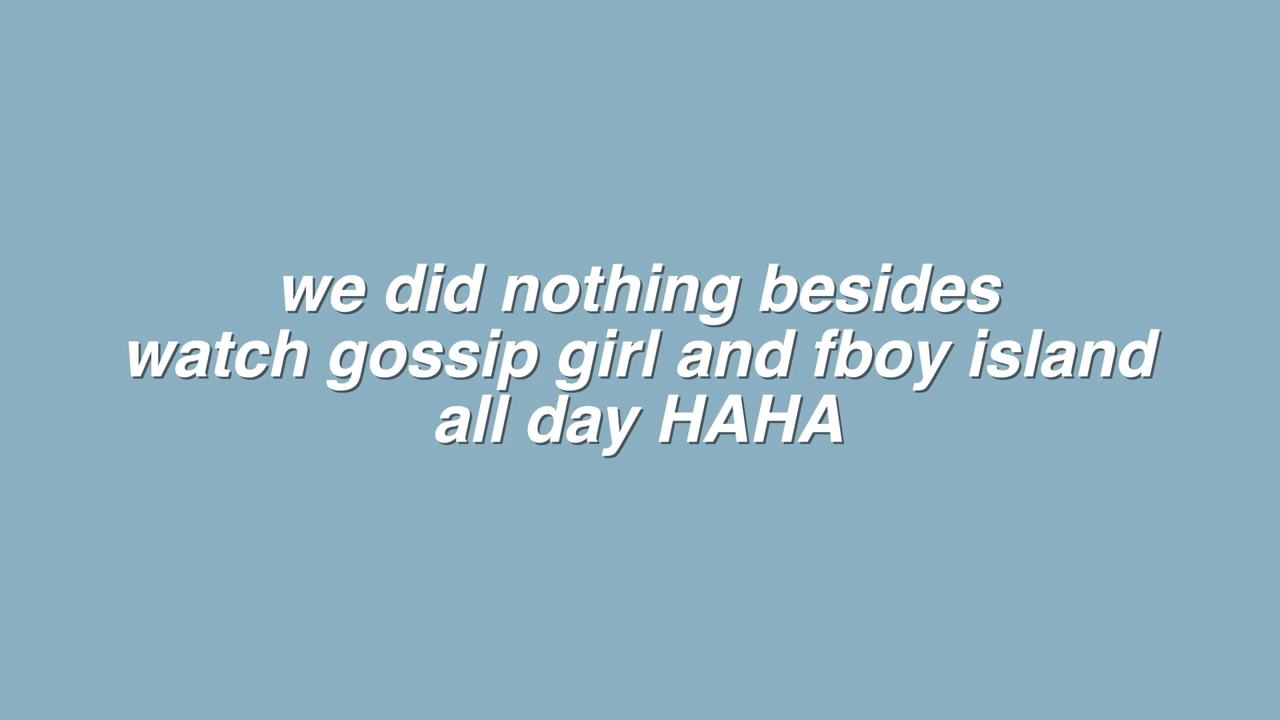 we did nothing besides
watch gossip girl and fboy island
all day HAHA